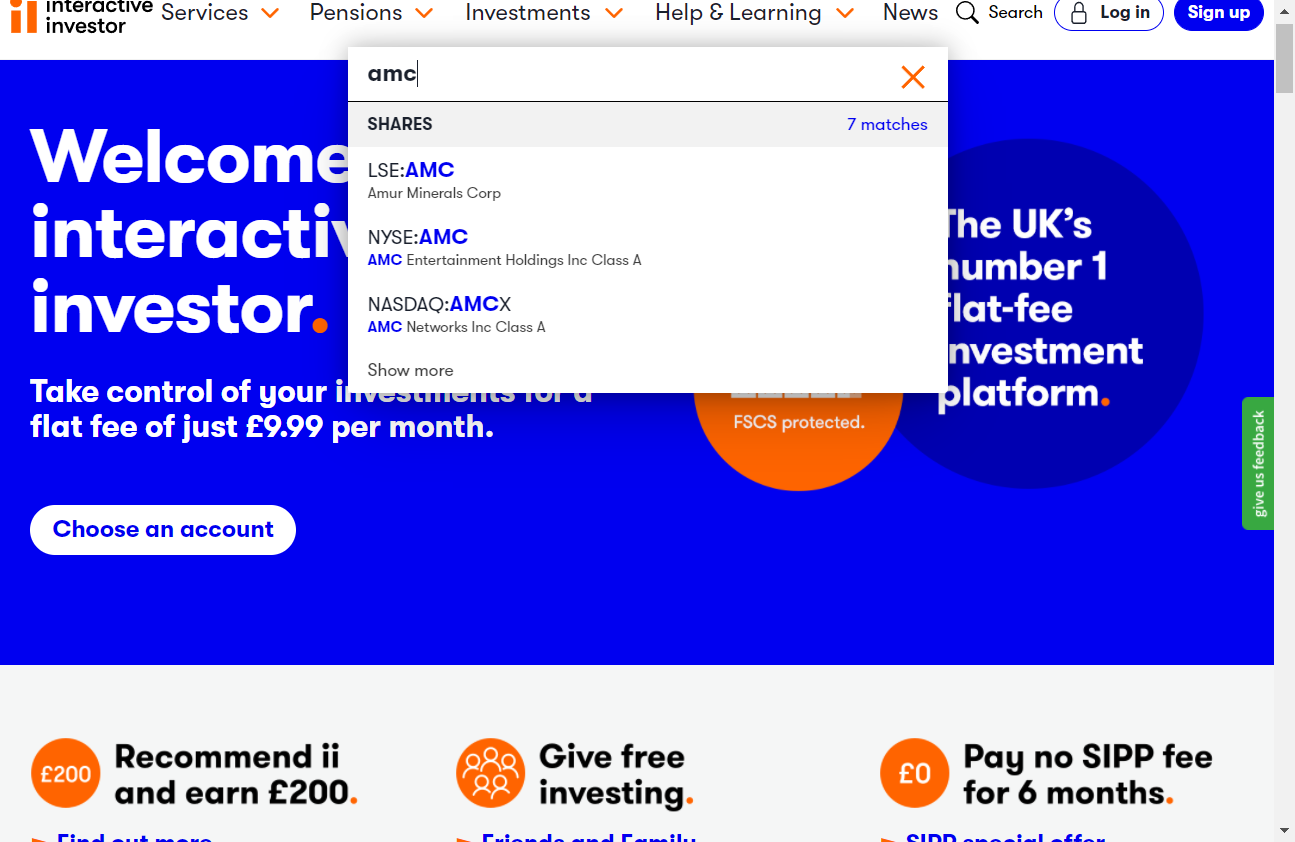 interactive
investor
Services
Pensions
Investments
Help & Learning
News
Search
Log in
Sign up
amc
SHARES
7 matches
LSE:AMC
Amur Minerals Corp
NYSE:AMC
AMC Entertainment Holdings Inc Class A
NASDAQ:AMCX
AMC Networks Inc Class A
Show more
Welcome
interactiv
investor.
Take control of your investments for a
flat fee of just £9.99 per month.
Choose an account
The UK's
number 1
flat-fee
investment
platform.
FSCS protected.
give us feedback
£200
Recommend ii
and earn £200.
Find out more
Give free
investing.
Friends and Family
£0
Pay no SIPP fee
for 6 months.
SIPP special offer